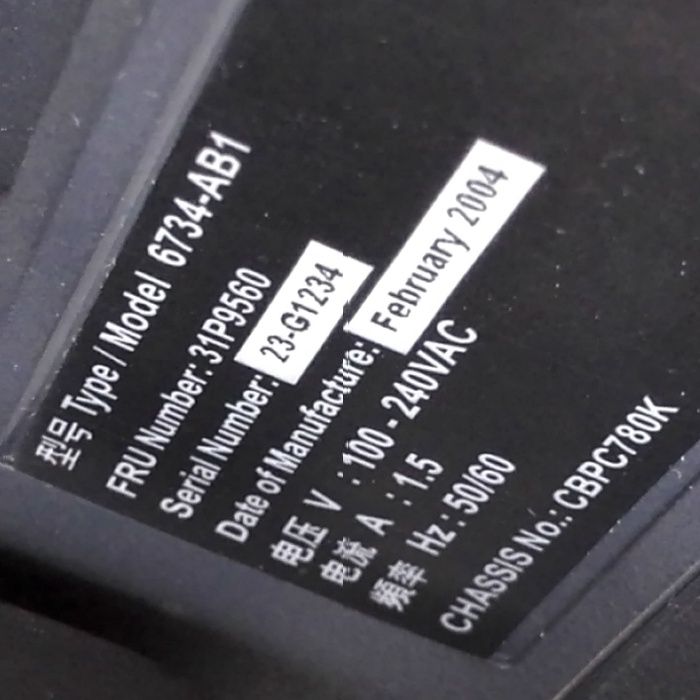 型号 Type / Model 6734-AB1
FRU Number: 31P9560
Serial Number: 23-G1234
Date of Manufacture: February 2004
电压 V : 100 - 240VAC
电流 A : 1.5
频率 Hz : 50/60
CHASSIS No.: CBPC780K